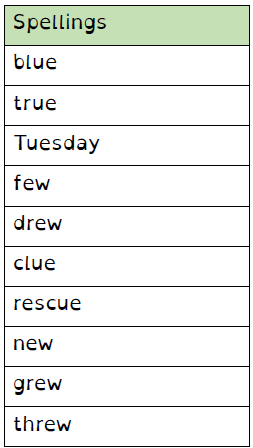 Spellings
blue
true
Tuesday
few
drew
clue
rescue
new
grew
threw